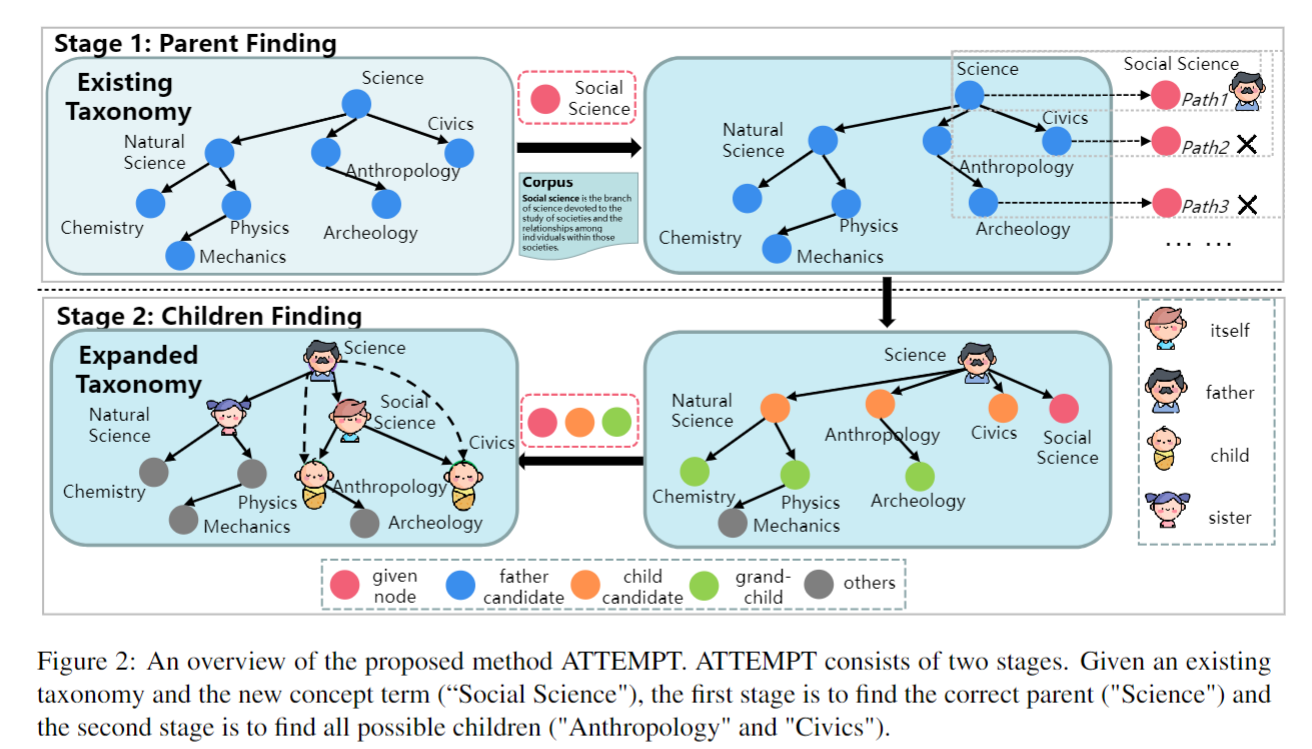 Stage 1: Parent Finding
Existing
Taxonomy
Science
Natural
Science
Civics
Anthropology
Chemistry
Physics
Archeology
Mechanics
Social
Science
Corpus
Social science is the branch
of science devoted to the
study of societies and the
relationships among
individuals within those
societies.
Science
Natural
Science
Civics
Anthropology
Chemistry
Physics
Archeology
Mechanics
Social Science
Path1
Path2
Path3
... ...
Stage 2: Children Finding
Expanded
Taxonomy
Science
Natural
Science
Social
Science
Civics
Chemistry
Physics
Anthropology
Mechanics
Archeology
Science
Natural
Science
Anthropology
Civics
Social
Science
Chemistry
Physics
Archeology
Mechanics
itself
father
child
sister
given
node
father
candidate
child
candidate
grand-
child
others
Figure 2: An overview of the proposed method ATTEMPT. ATTEMPT consists of two stages. Given an existing
taxonomy and the new concept term (“Social Science"), the first stage is to find the correct parent ("Science") and
the second stage is to find all possible children ("Anthropology" and "Civics").